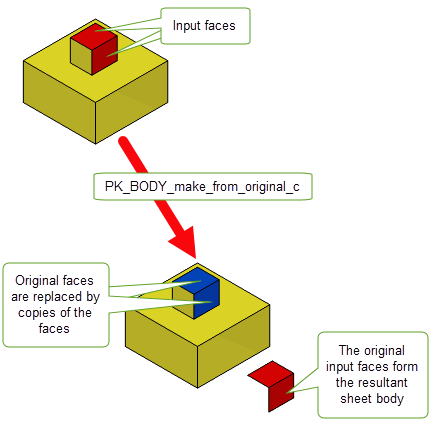 Input faces
PK_BODY_make_from_original_c
Original faces
are replaced by
copies of the
faces
The original
input faces form
the resultant
sheet body